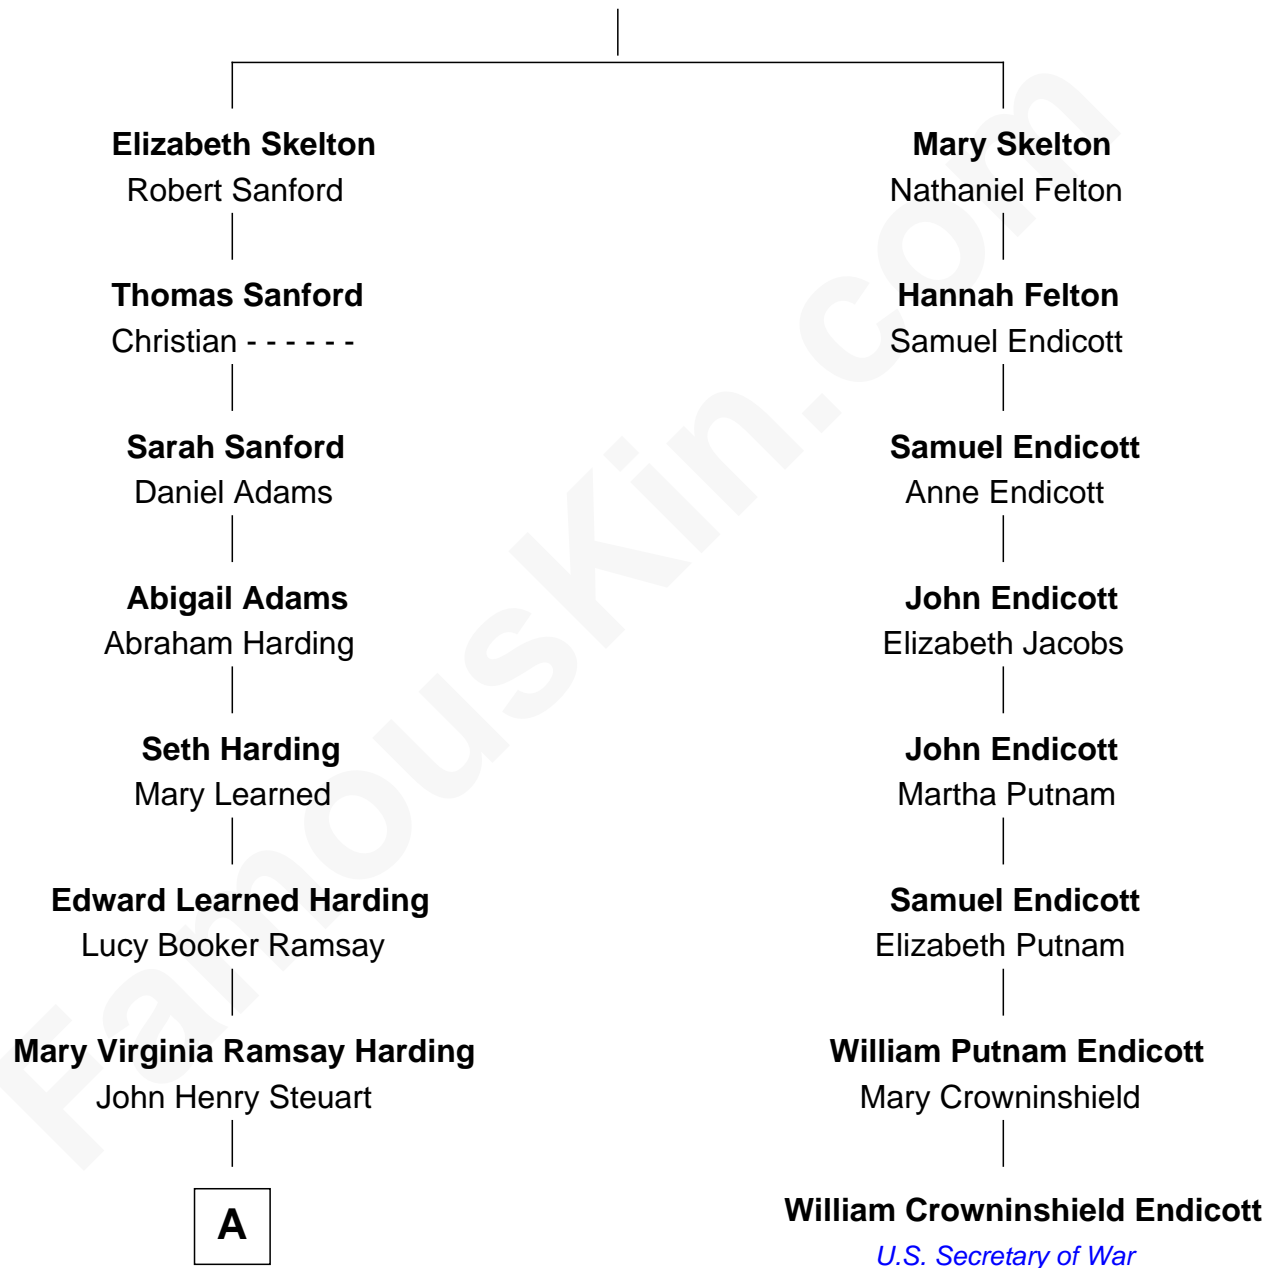 Elizabeth Skelton
Robert Sanford
Mary Skelton
Nathaniel Felton
Thomas Sanford
Christian - - - - - -
Hannah Felton
Samuel Endicott
Sarah Sanford
Daniel Adams
Samuel Endicott
Anne Endicott
Abigail Adams
Abraham Harding
John Endicott
Elizabeth Jacobs
Seth Harding
Mary Learned
John Endicott
Martha Putnam
Edward Learned Harding
Lucy Booker Ramsay
Samuel Endicott
Elizabeth Putnam
Mary Virginia Ramsay Harding
John Henry Steuart
William Putnam Endicott
Mary Crowninshield
A
William Crowninshield Endicott
U.S. Secretary of War
FamousKin.com